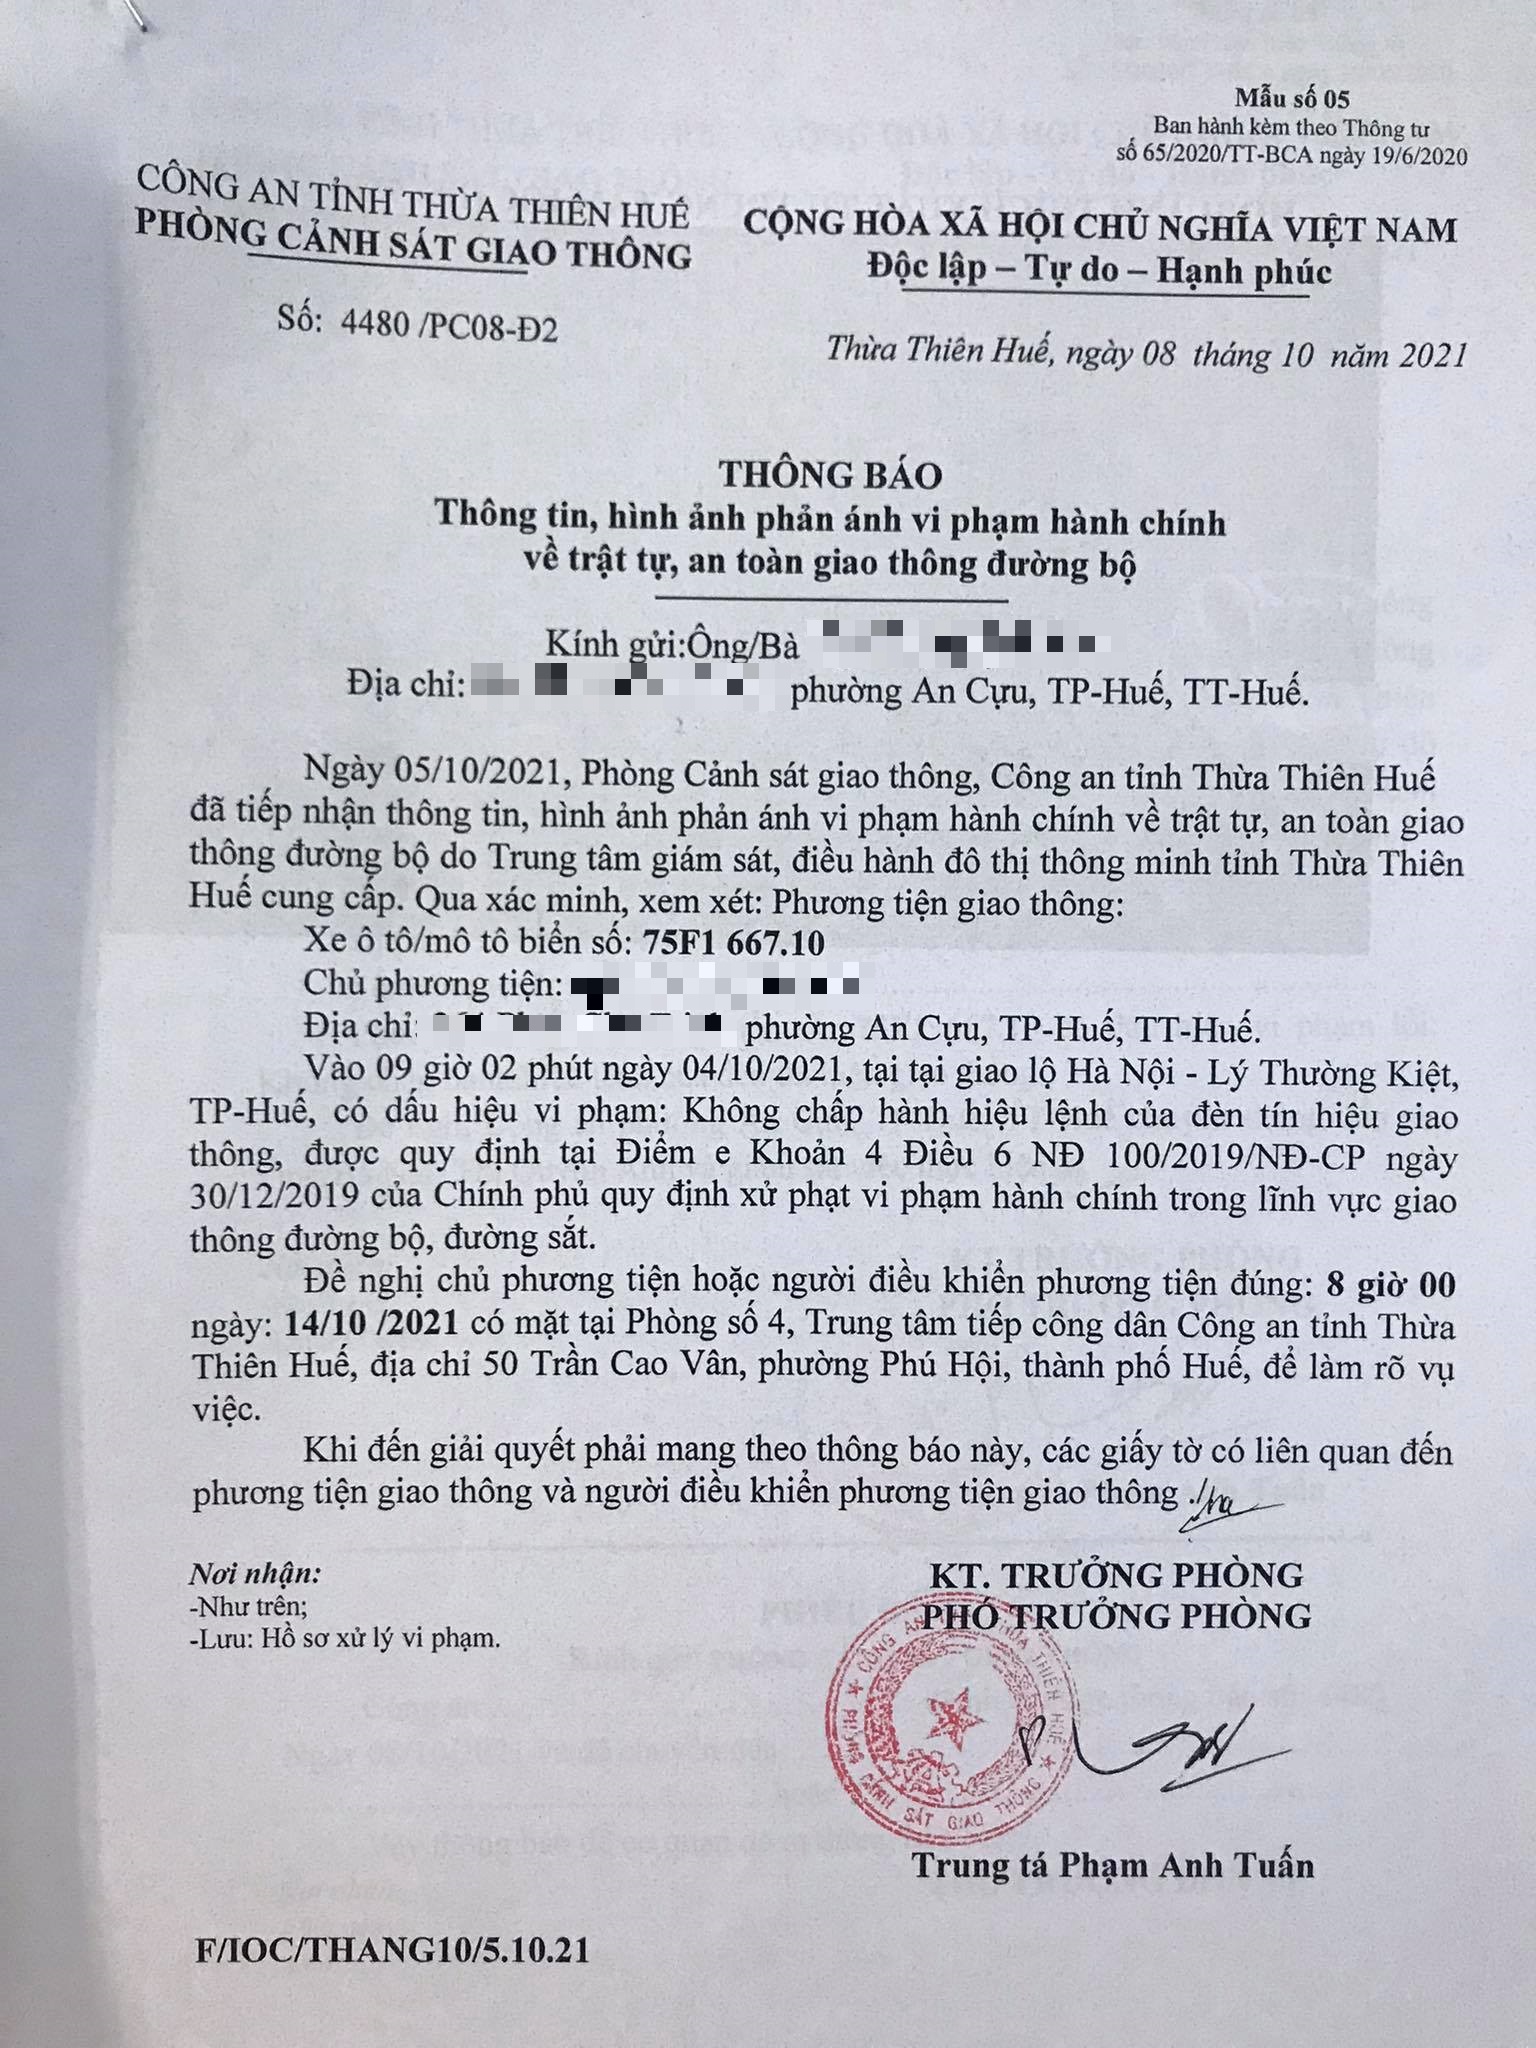 Mẫu số 05
Ban hành kèm theo Thông tư
số 65/2020/TT-BCA ngày 19/6/2020
CÔNG AN TỈNH THỪA THIÊN HUẾ
PHÒNG CẢNH SÁT GIAO THÔNG
CỘNG HÒA XÃ HỘI CHỦ NGHĨA VIỆT NAM
Độc lập – Tự do – Hạnh phúc
Số: 4480 /PC08-Đ2
Thừa Thiên Huế, ngày 08 tháng 10 năm 2021
THÔNG BÁO
Thông tin, hình ảnh phản ánh vi phạm hành chính
về trật tự, an toàn giao thông đường bộ
Kính gửi:Ông/Bà
Địa chỉ: phường An Cựu, TP-Huế, TT-Huế.
Ngày 05/10/2021, Phòng Cảnh sát giao thông, Công an tỉnh Thừa Thiên Huế
đã tiếp nhận thông tin, hình ảnh phản ánh vi phạm hành chính về trật tự, an toàn giao
thông đường bộ do Trung tâm giám sát, điều hành đô thị thông minh tỉnh Thừa Thiên
Huế cung cấp. Qua xác minh, xem xét: Phương tiện giao thông:
Xe ô tô/mô tô biển số: 75F1 667.10
Chủ phương tiện:
Địa chỉ: phường An Cựu, TP-Huế, TT-Huế.
Vào 09 giờ 02 phút ngày 04/10/2021, tại tại giao lộ Hà Nội - Lý Thường Kiệt,
TP-Huế, có dấu hiệu vi phạm: Không chấp hành hiệu lệnh của đèn tín hiệu giao
thông, được quy định tại Điểm e Khoản 4 Điều 6 NĐ 100/2019/NĐ-CP ngày
30/12/2019 của Chính phủ quy định xử phạt vi phạm hành chính trong lĩnh vực giao
thông đường bộ, đường sắt.
Đề nghị chủ phương tiện hoặc người điều khiển phương tiện đúng: 8 giờ 00
ngày: 14/10 /2021 có mặt tại Phòng số 4, Trung tâm tiếp công dân Công an tỉnh Thừa
Thiên Huế, địa chỉ 50 Trần Cao Vân, phường Phú Hội, thành phố Huế, để làm rõ vụ
việc.
Khi đến giải quyết phải mang theo thông báo này, các giấy tờ có liên quan đến
phương tiện giao thông và người điều khiển phương tiện giao thông ./.
Nơi nhận:
-Như trên;
-Lưu: Hồ sơ xử lý vi phạm.
KT. TRƯỞNG PHÒNG
PHÓ TRƯỞNG PHÒNG
CÔNG AN TỈNH THỪA THIÊN HUẾ
PHÒNG CẢNH SÁT GIAO THÔNG
Trung tá Phạm Anh Tuấn
F/IOC/THANG10/5.10.21